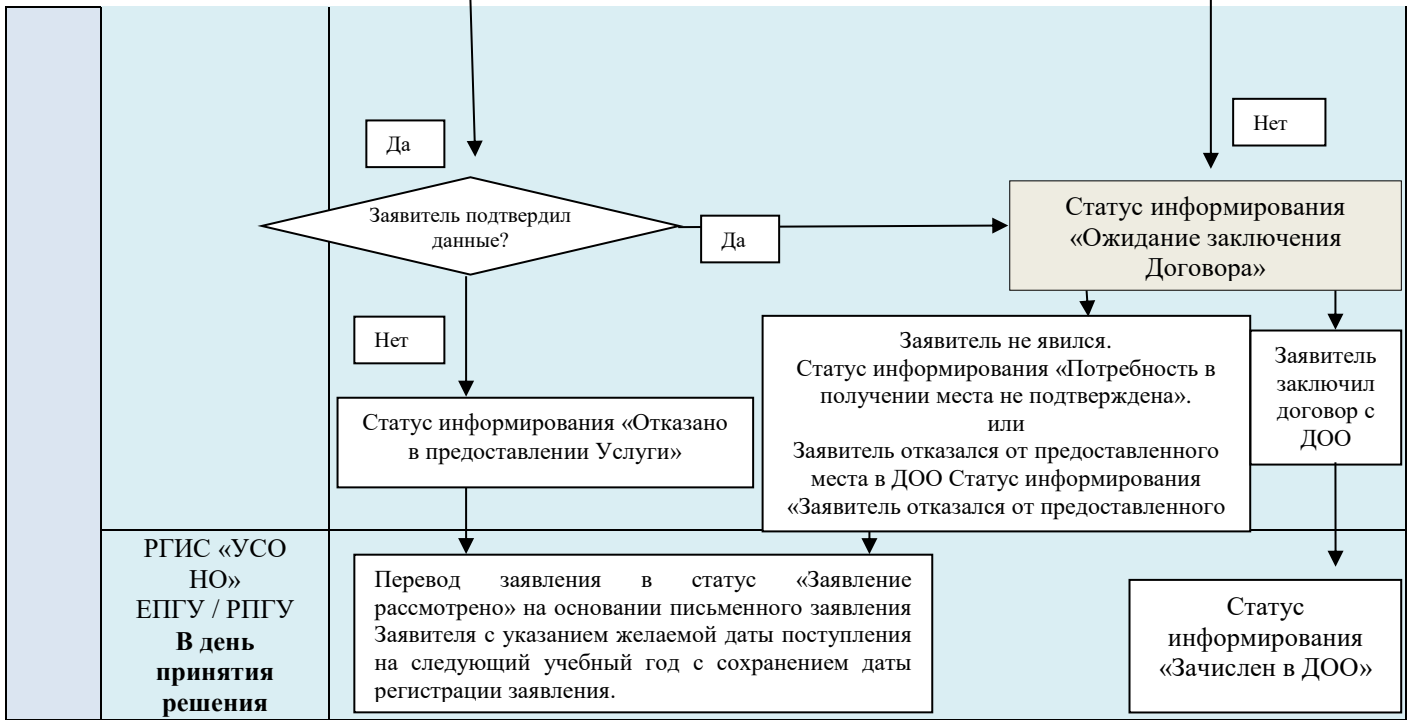 Да
Нет
Заявитель подтвердил
данные?
Да
Статус информирования
«Ожидание заключения
Договора»
Нет
Статус информирования «Отказано
в предоставлении Услуги»
Заявитель не явился.
Статус информирования «Потребность в
получении места не подтверждена».
или
Заявитель отказался от предоставленного
места в ДОО Статус информирования
«Заявитель отказался от предоставленного
Заявитель
заключил
договор с
ДОО
РГИС «УСО
НО»
ЕПГУ / РПГУ
В день
принятия
решения
Перевод заявления в статус «Заявление
рассмотрено» на основании письменного заявления
Заявителя с указанием желаемой даты поступления
на следующий учебный год с сохранением даты
регистрации заявления.
Статус
информирования
«Зачислен в ДОО»